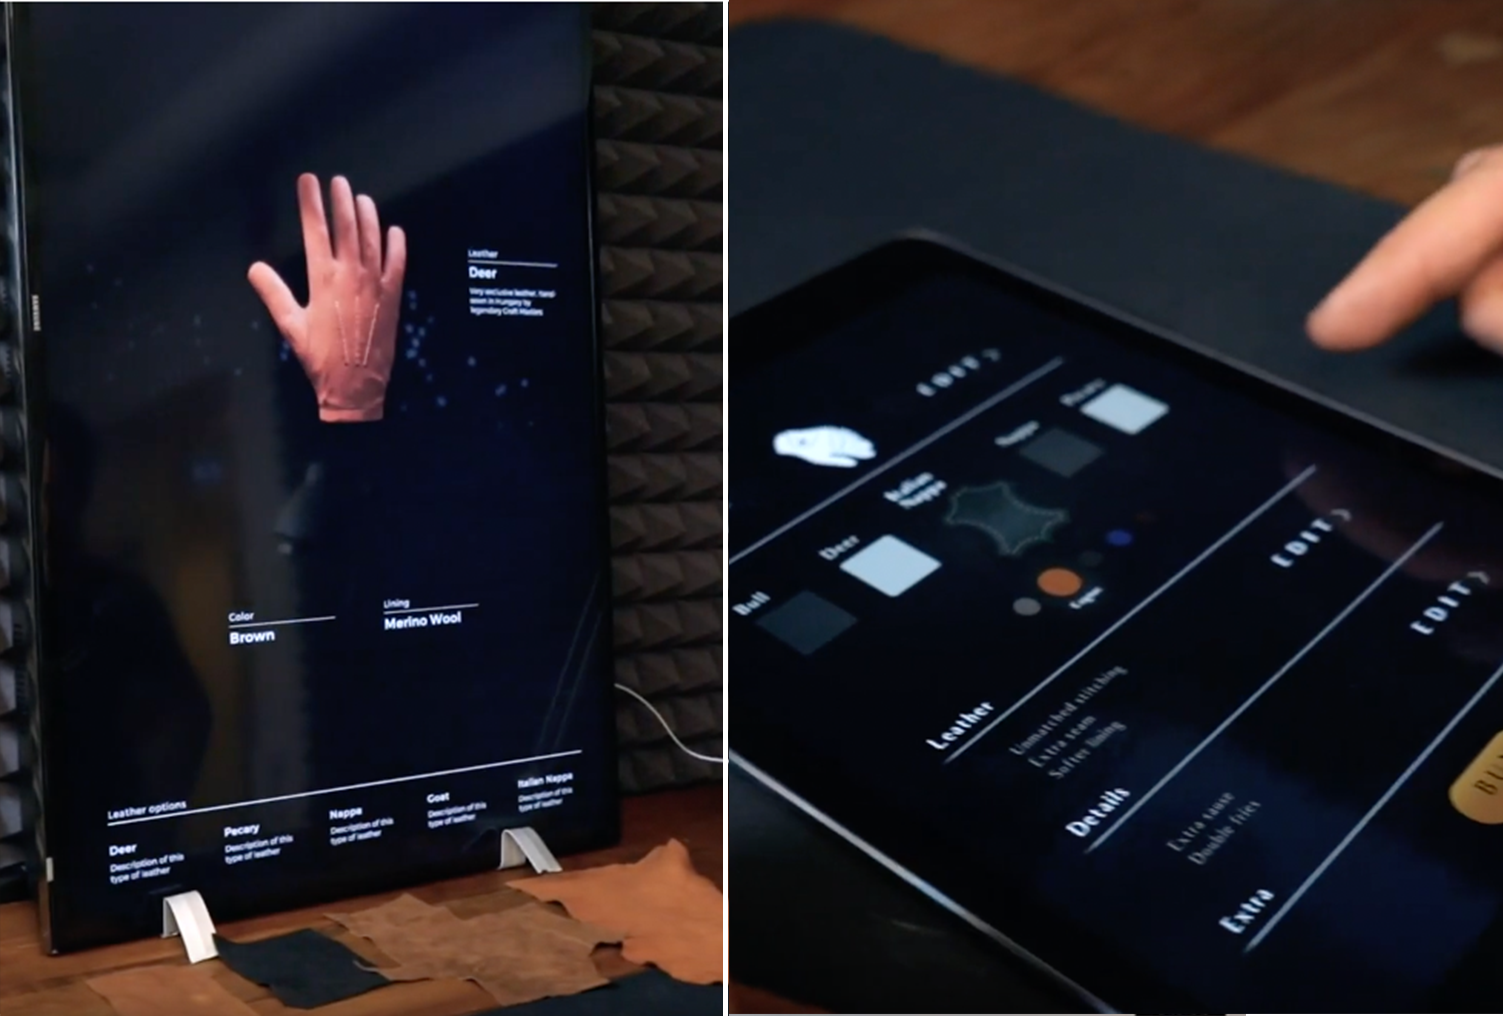 SAMSUNG
Leather
Deer
Very exclusive leather, hand-
sewn in Hungary by
legendary Craft Masters
Color
Brown
Lining
Merino Wool
Leather options
Deer
Description of this
type of leather
Pecary
Description of this
type of leather
Nappa
Description of this
type of leather
Goat
Description of this
type of leather
Italian Nappa
Description of this
type of leather
EDIT >
Nappa
Italian
Nappa
Deer
Bull
Leather
EDIT >
Unmatched stitching
Extra seam
Softer lining
Details
EDIT >
Extra sause
Double fries
Extra